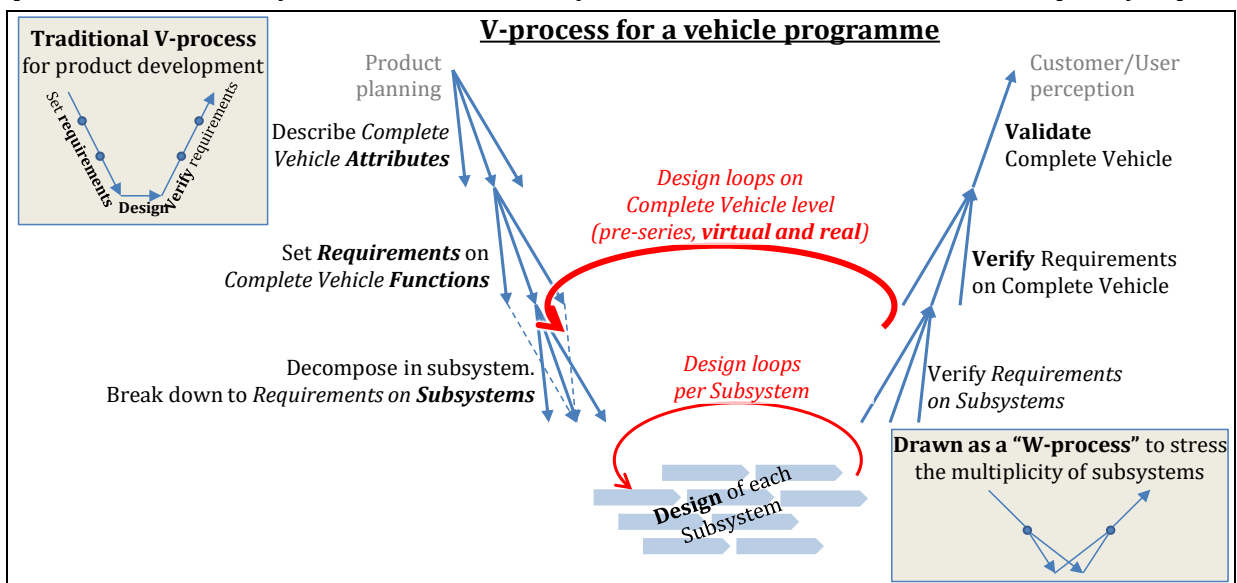 V-process for a vehicle programme
Traditional V-process
for product development
Set requirements
Design
Verify requirements
Product
planning
Describe Complete
Vehicle Attributes
Set Requirements on
Complete Vehicle Functions
Decompose in subsystem.
Break down to Requirements on Subsystems
Design loops on
Complete Vehicle level
(pre-series, virtual and real)
Design loops
per Subsystem
Design of each
Subsystem
Customer/User
perception
Validate
Complete Vehicle
Verify Requirements
on Complete Vehicle
Verify Requirements
on Subsystems
Drawn as a “W-process” to stress
the multiplicity of subsystems